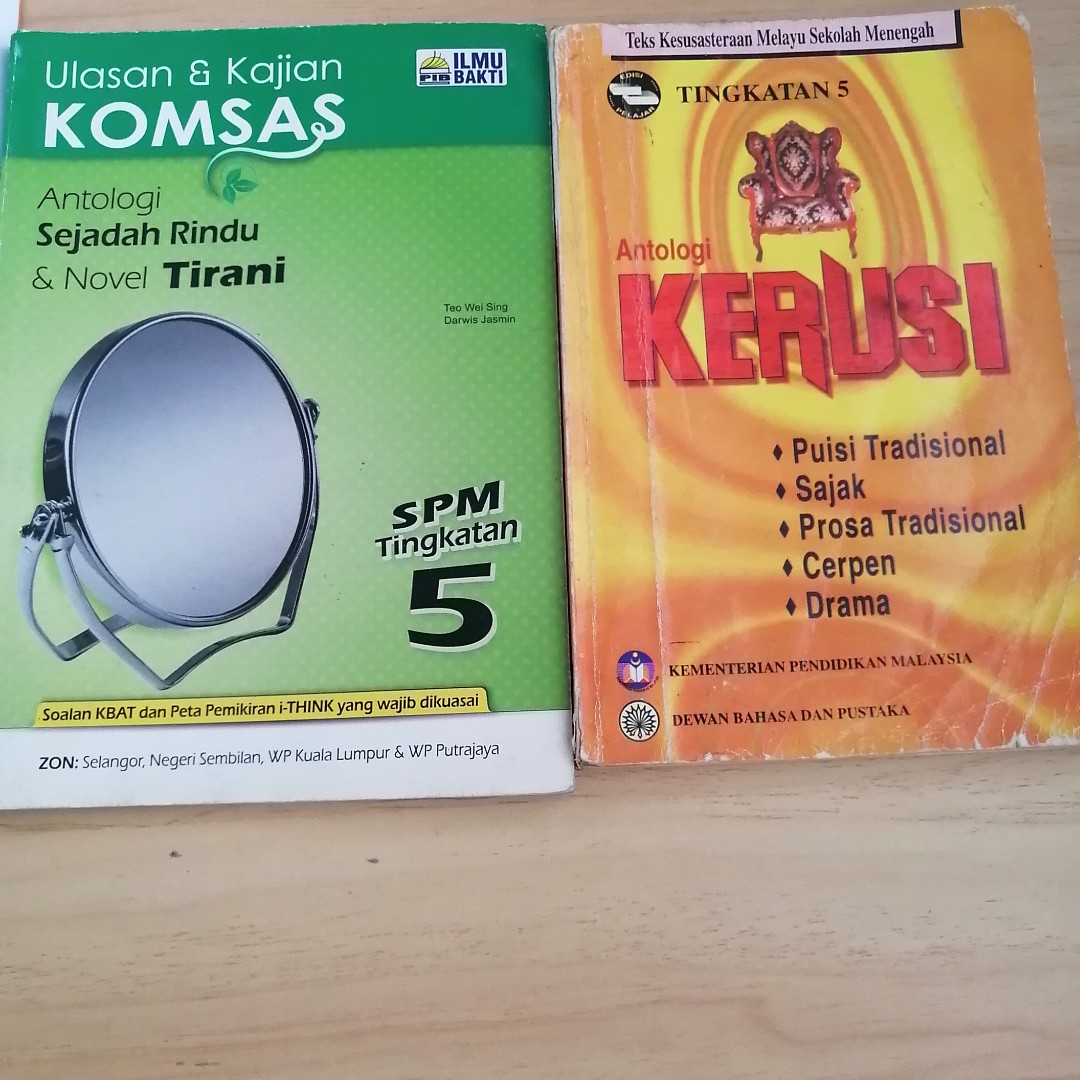 Ulasan & Kajian
KOMSAS
PIB
ILMU
BAKTI
Antologi
Sejadah Rindu
& Novel Tirani
Teo Wei Sing
Darwis Jasmin
SPM
Tingkatan
5
Soalan KBAT dan Peta Pemikiran i-THINK yang wajib dikuasai
ZON: Selangor, Negeri Sembilan, WP Kuala Lumpur & WP Putrajaya
Teks Kesusasteraan Melayu Sekolah Menengah
EDISI
PELAJAR
TINGKATAN 5
Antologi
KERUSI
♦ Puisi Tradisional
♦ Sajak
♦ Prosa Tradisional
♦ Cerpen
♦ Drama
KEMENTERIAN PENDIDIKAN MALAYSIA
DEWAN BAHASA DAN PUSTAKA